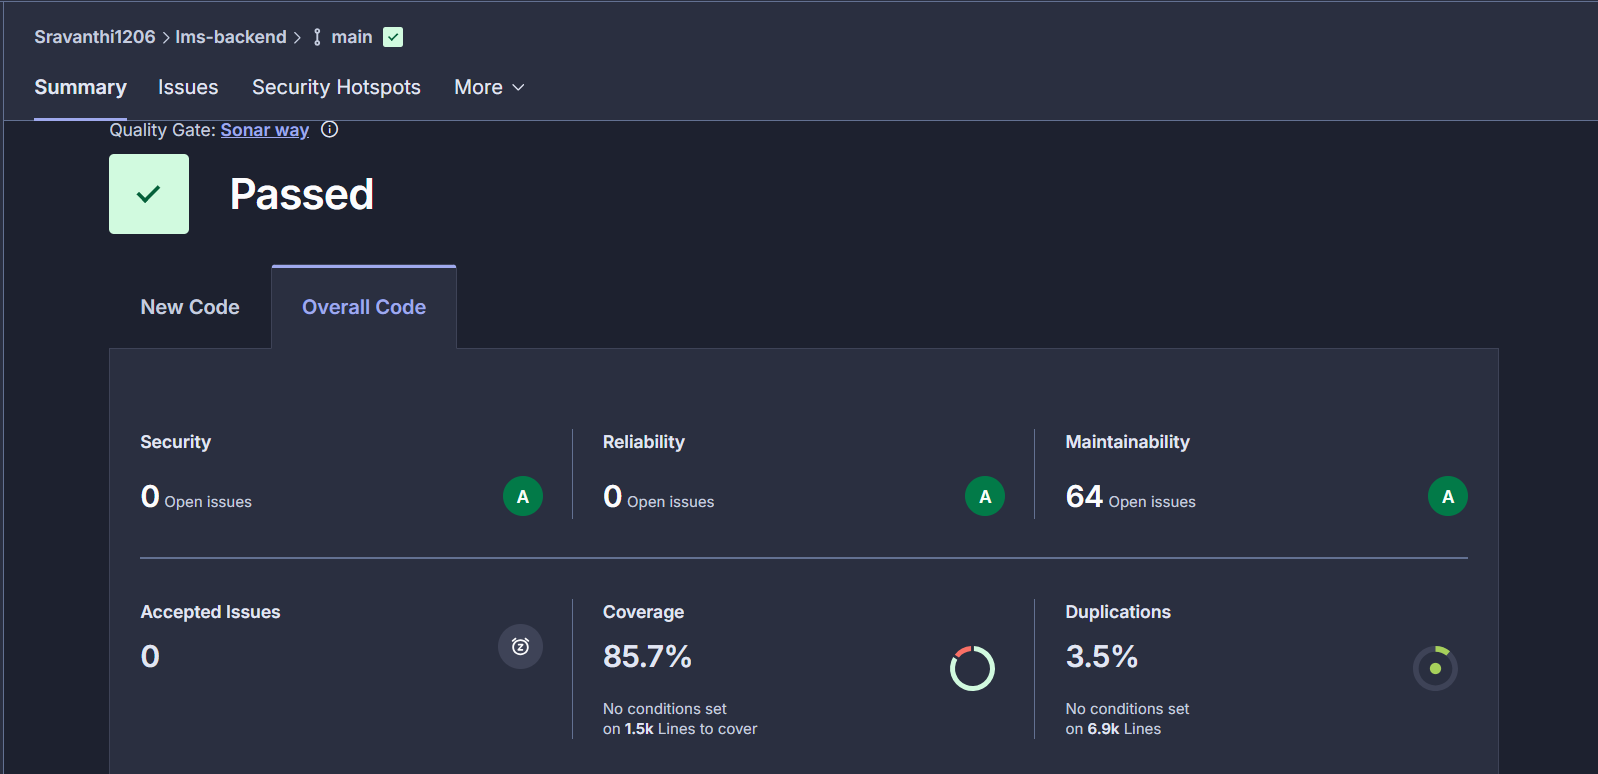 Sravanthi1206 > lms-backend > main
Summary Issues Security Hotspots More
Quality Gate: Sonar way
Passed
New Code Overall Code
Security Reliability Maintainability
0 Open issues A 0 Open issues A 64 Open issues A
Accepted Issues Coverage Duplications
0 85.7% 3.5%
No conditions set No conditions set
on 1.5k Lines to cover on 6.9k Lines